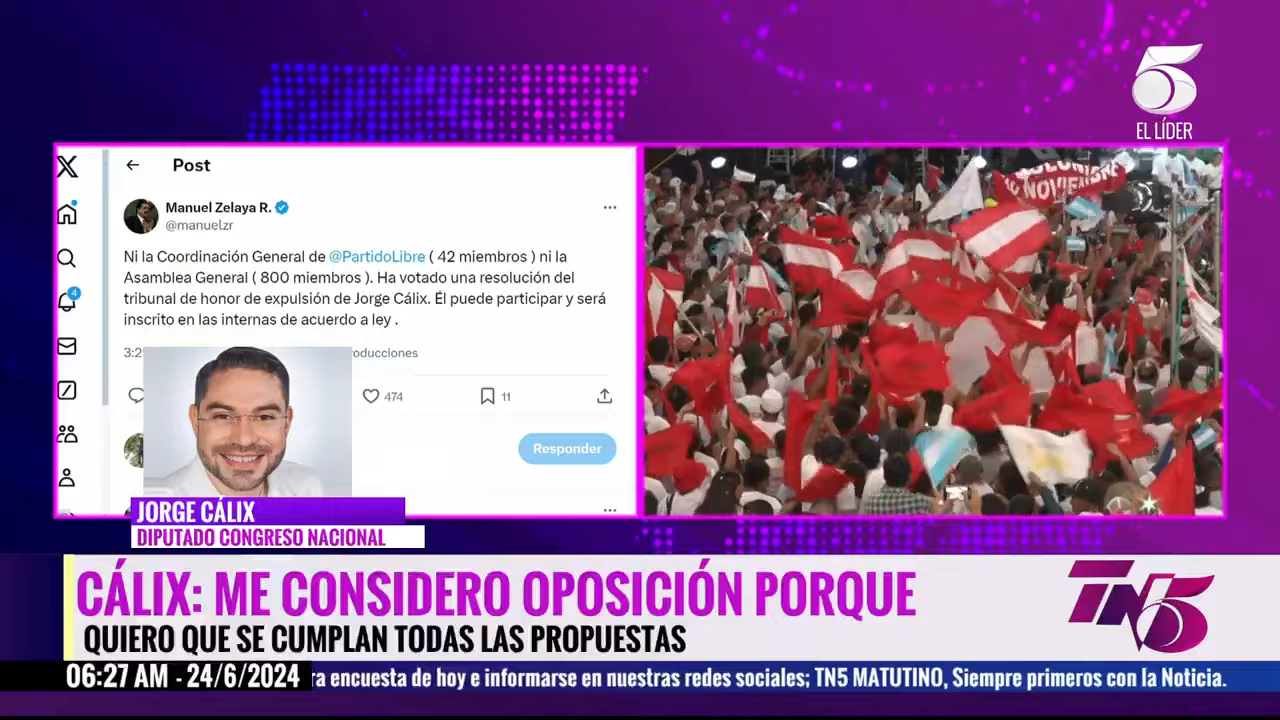 5
EL LÍDER
X
Post
Manuel Zelaya R.
@manuelzr
Ni la Coordinación General de @PartidoLibre ( 42 miembros ) ni la
Asamblea General ( 800 miembros ). Ha votado una resolución del
tribunal de honor de expulsión de Jorge Cálix. Él puede participar y será
inscrito en las internas de acuerdo a ley .
474
11
4
Responder
NOVIEMBRE
JORGE CÁLIX
DIPUTADO CONGRESO NACIONAL
CÁLIX: ME CONSIDERO OPOSICIÓN PORQUE
QUIERO QUE SE CUMPLAN TODAS LAS PROPUESTAS
TN5
06:27 AM - 24/6/2024
encuesta de hoy e informarse en nuestras redes sociales; TN5 MATUTINO, Siempre primeros con la Noticia.